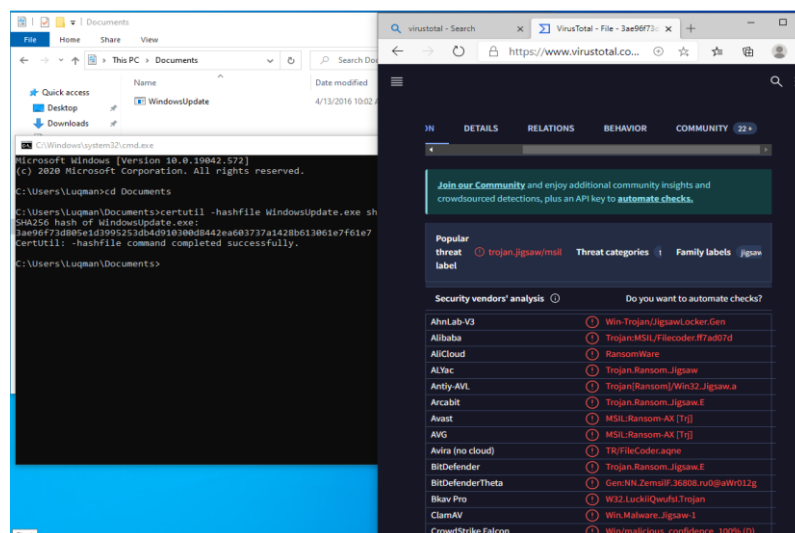 Documents
File Home Share View
This PC > Documents
Search Do
Name
Date modified
Quick access
Desktop
Downloads
WindowsUpdate
4/13/2016 10:02 A
C:\Windows\system32\cmd.exe
Microsoft Windows [Version 10.0.19042.572]
(c) 2020 Microsoft Corporation. All rights reserved.
C:\Users\Luqman>cd Documents
C:\Users\Luqman\Documents>certutil -hashfile WindowsUpdate.exe sh
SHA256 hash of WindowsUpdate.exe:
3ae96f73d805e1d3995253db4d910300d8442ea603737a1428b613061e7f61e7
CertUtil: -hashfile command completed successfully.
C:\Users\Luqman\Documents>
virustotal - Search
VirusTotal - File - 3ae96f73d
https://www.virustotal.co...
ON DETAILS RELATIONS BEHAVIOR COMMUNITY 22+
Join our Community and enjoy additional community insights and
crowdsourced detections, plus an API key to automate checks.
Popular
threat
label
trojan.jigsaw/msil
Threat categories
Family labels jigsaw
Security vendors' analysis Do you want to automate checks?
AhnLab-V3 Win-Trojan/JigsawLocker.Gen
Alibaba Trojan:MSIL/Filecoder.ff7ad07d
AliCloud RansomWare
ALYac Trojan.Ransom.Jigsaw
Antiy-AVL Trojan[Ransom]/Win32.Jigsaw.a
Arcabit Trojan.Ransom.Jigsaw.E
Avast MSIL:Ransom-AX [Trj]
AVG MSIL:Ransom-AX [Trj]
Avira (no cloud) TR/FileCoder.aqne
BitDefender Trojan.Ransom.Jigsaw.E
BitDefenderTheta Gen:NN.ZemsilF.36808.ru0@aWr012g
Bkav Pro W32.LuckiiQwufsI.Trojan
ClamAV Win.Malware.Jigsaw-1
CrowdStrike Falcon Win/malicious_confidence_100% (D)